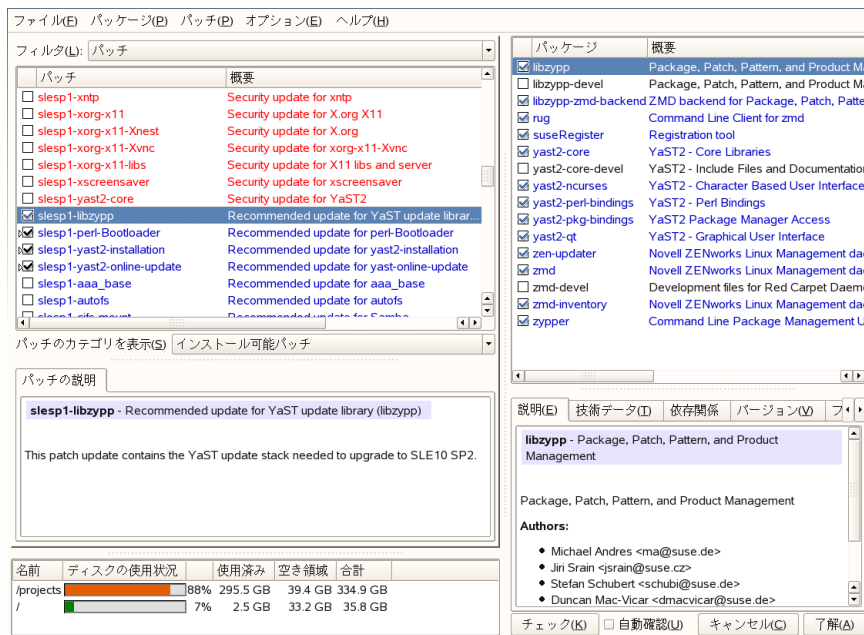 ファイル(F) パッケージ(P) パッチ(P) オプション(E) ヘルプ(H)
フィルタ(L): パッチ
パッチ 概要
slesp1-xntp Security update for xntp
slesp1-xorg-x11 Security update for X.org X11
slesp1-xorg-x11-Xnest Security update for X.org
slesp1-xorg-x11-Xvnc Security update for xorg-x11-Xvnc
slesp1-xorg-x11-libs Security update for X11 libs and server
slesp1-xscreensaver Security update for xscreensaver
slesp1-yast2-core Security update for YaST2
slesp1-libzypp Recommended update for YaST update librar...
slesp1-perl-Bootloader Recommended update for perl-Bootloader
slesp1-yast2-installation Recommended update for yast2-installation
slesp1-yast2-online-update Recommended update for yast-online-update
slesp1-aaa_base Recommended update for aaa_base
slesp1-autofs Recommended update for autofs
slesp1-cifs-mount Recommended update for Samba
パッチのカテゴリを表示(S) インストール可能パッチ
パッチの説明
slesp1-libzypp - Recommended update for YaST update library (libzypp)
This patch update contains the YaST update stack needed to upgrade to SLE10 SP2.
名前 ディスクの使用状況 使用済み 空き領域 合計
/projects 88% 295.5 GB 39.4 GB 334.9 GB
/ 7% 2.5 GB 33.2 GB 35.8 GB
パッケージ 概要
libzypp Package, Patch, Pattern, and Product Ma
libzypp-devel Package, Patch, Pattern, and Product Ma
libzypp-zmd-backend ZMD backend for Package, Patch, Patte
rug Command Line Client for zmd
suseRegister Registration tool
yast2-core YaST2 - Core Libraries
yast2-core-devel YaST2 - Include Files and Documentation
yast2-ncurses YaST2 - Character Based User Interface
yast2-perl-bindings YaST2 - Perl Bindings
yast2-pkg-bindings YaST2 Package Manager Access
yast2-qt YaST2 - Graphical User Interface
zen-updater Novell ZENworks Linux Management dae
zmd Novell ZENworks Linux Management dae
zmd-devel Development files for Red Carpet Daemo
zmd-inventory Novell ZENworks Linux Management dae
zypper Command Line Package Management U
説明(E) 技術データ(T) 依存関係 バージョン(V) フ
libzypp - Package, Patch, Pattern, and Product
Management
Package, Patch, Pattern, and Product Management
Authors:
Michael Andres <ma@suse.de>
Jiri Srain <jsrain@suse.cz>
Stefan Schubert <schubi@suse.de>
Duncan Mac-Vicar <dmacvicar@suse.de>
チェック(K) 自動確認(U) キャンセル(C) 了解(A)